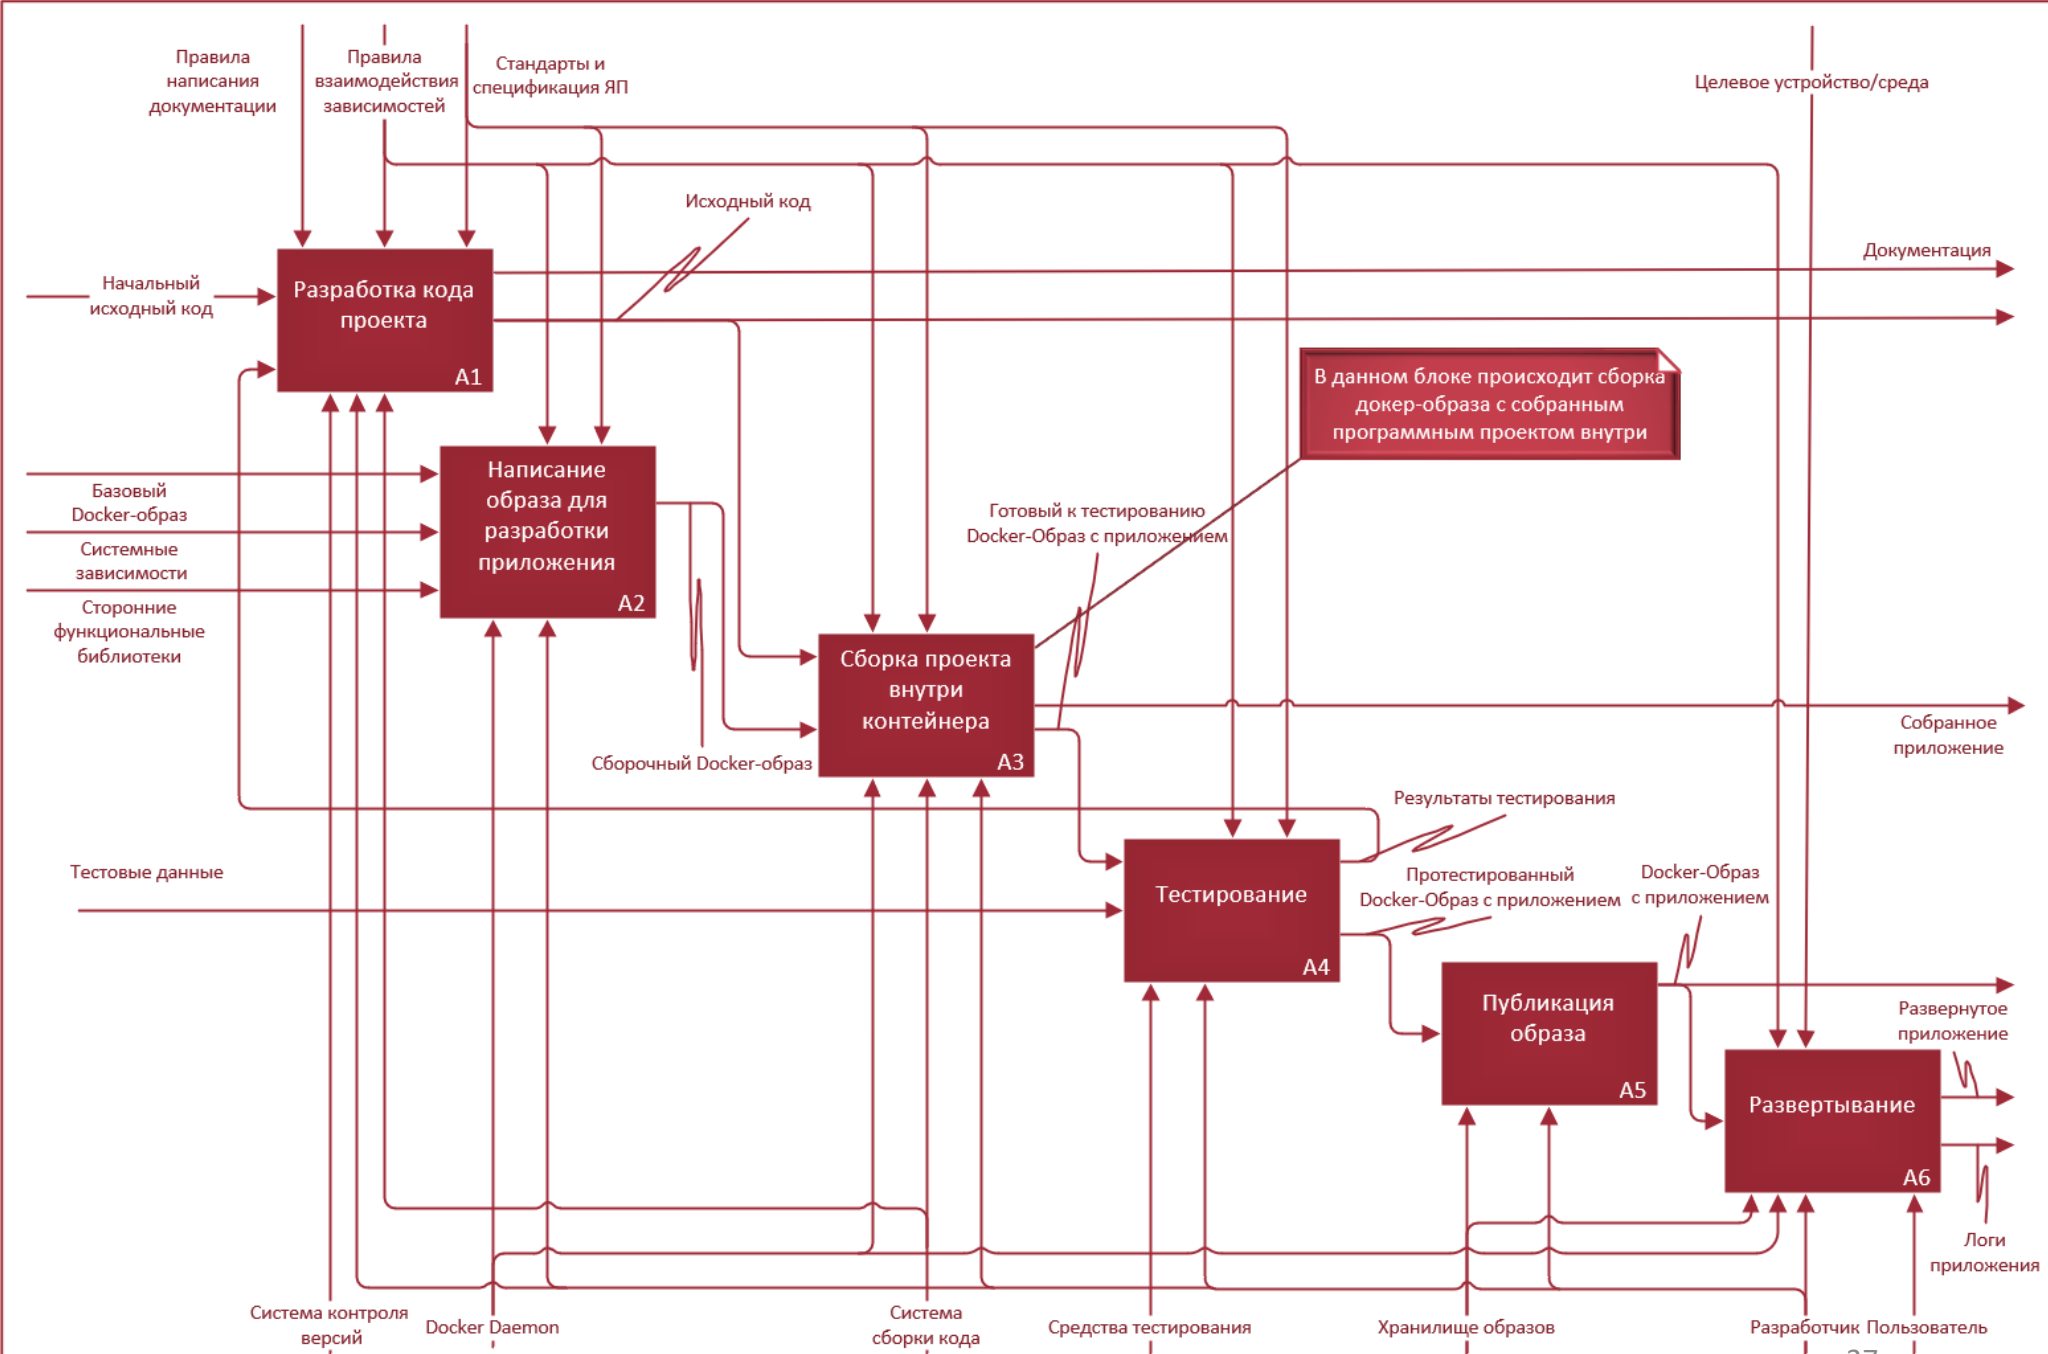 Правила
написания
документации
Правила
взаимодействия
зависимостей
Стандарты и
спецификация ЯП
Целевое устройство/среда
Исходный код
Документация
Начальный
исходный код
Разработка кода
проекта
A1
В данном блоке происходит сборка
докер-образа с собранным
программным проектом внутри
Базовый
Docker-образ
Системные
зависимости
Сторонние
функциональные
библиотеки
Написание
образа для
разработки
приложения
A2
Готовый к тестированию
Docker-Образ с приложением
Сборка проекта
внутри
контейнера
A3
Сборочный Docker-образ
Собранное
приложение
Результаты тестирования
Тестовые данные
Тестирование
A4
Протестированный
Docker-Образ с приложением
Docker-Образ
с приложением
Публикация
образа
A5
Развернутое
приложение
Развертывание
A6
Логи
приложения
Система контроля
версий
Docker Daemon
Система
сборки кода
Средства тестирования
Хранилище образов
Разработчик
Пользователь